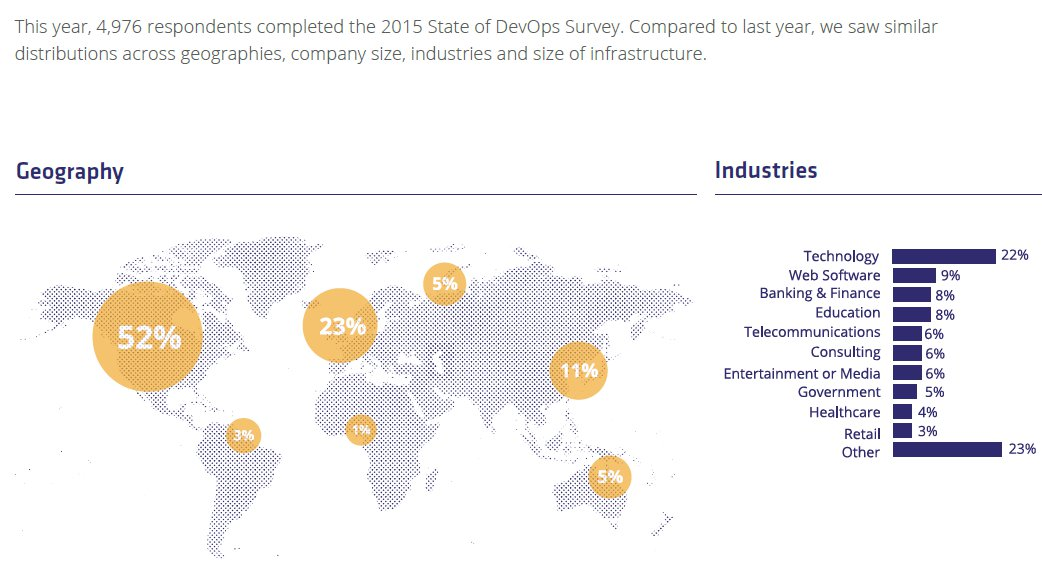 This year, 4,976 respondents completed the 2015 State of DevOps Survey. Compared to last year, we saw similar
distributions across geographies, company size, industries and size of infrastructure.
Geography
52%
23%
5%
11%
3%
1%
5%
Industries
Technology 22%
Web Software 9%
Banking & Finance 8%
Education 8%
Telecommunications 6%
Consulting 6%
Entertainment or Media 6%
Government 5%
Healthcare 4%
Retail 3%
Other 23%